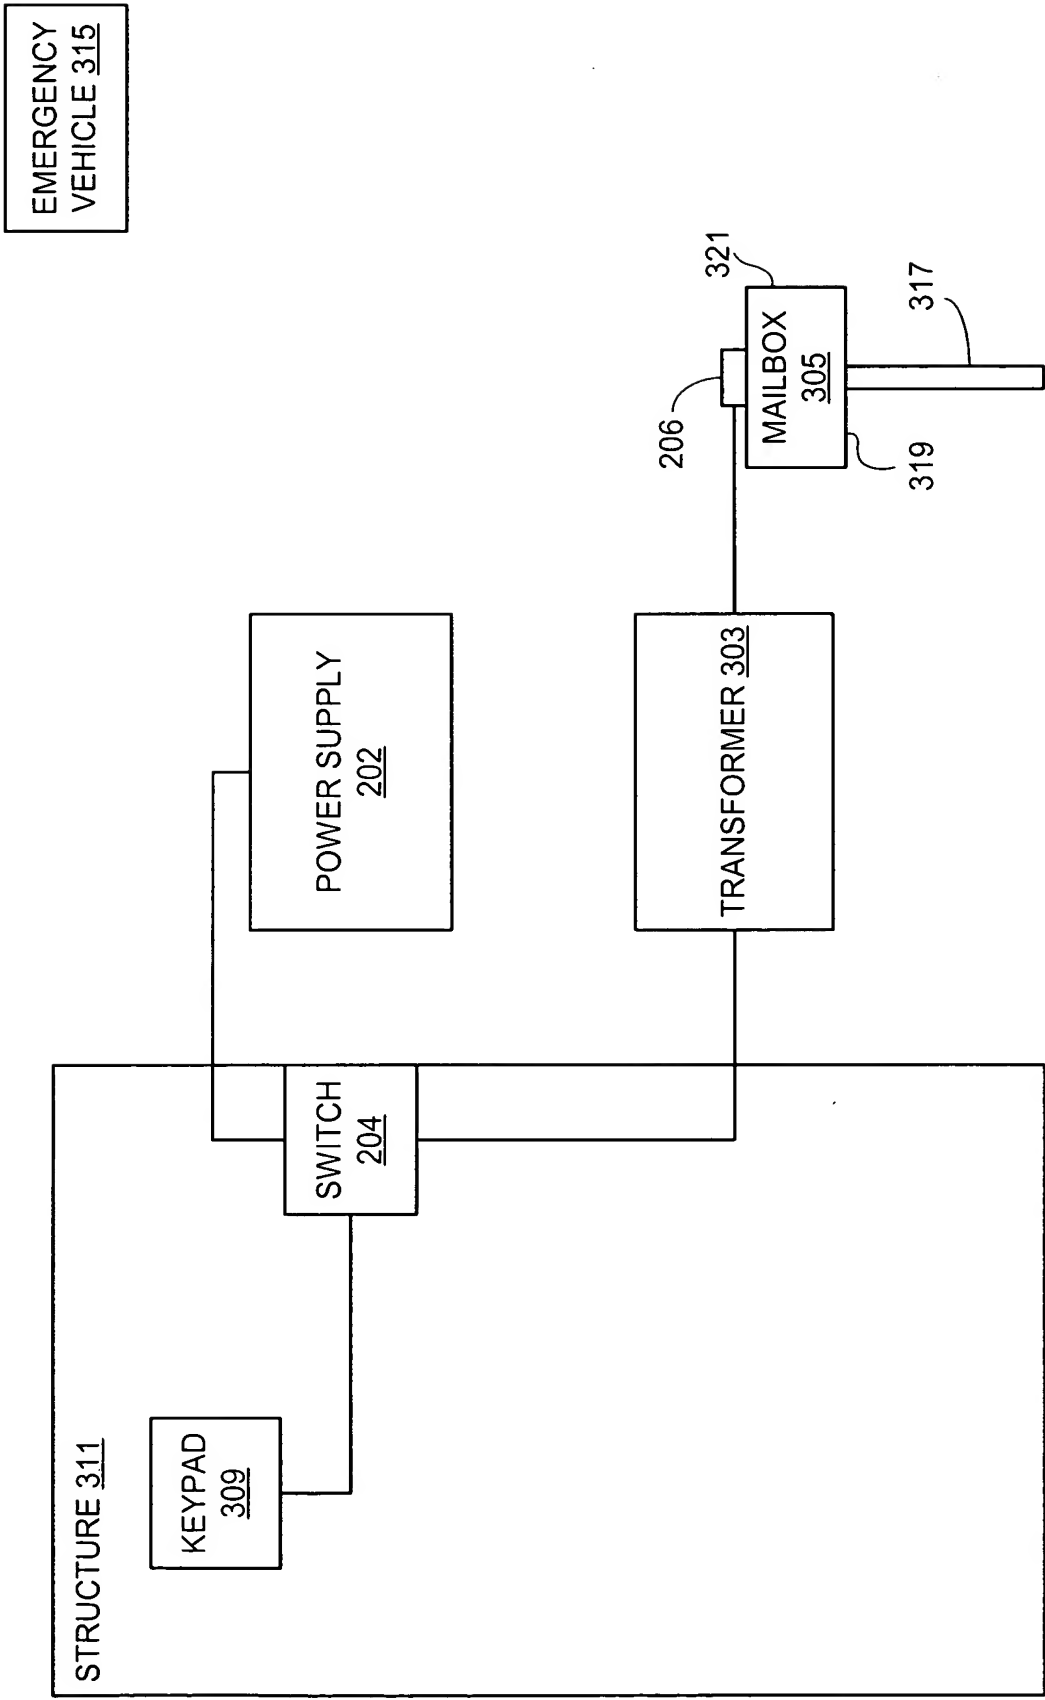 STRUCTURE 311
KEYPAD
309
SWITCH
204
POWER SUPPLY
202
TRANSFORMER 303
206
MAILBOX
305
321
319
317
EMERGENCY
VEHICLE 315